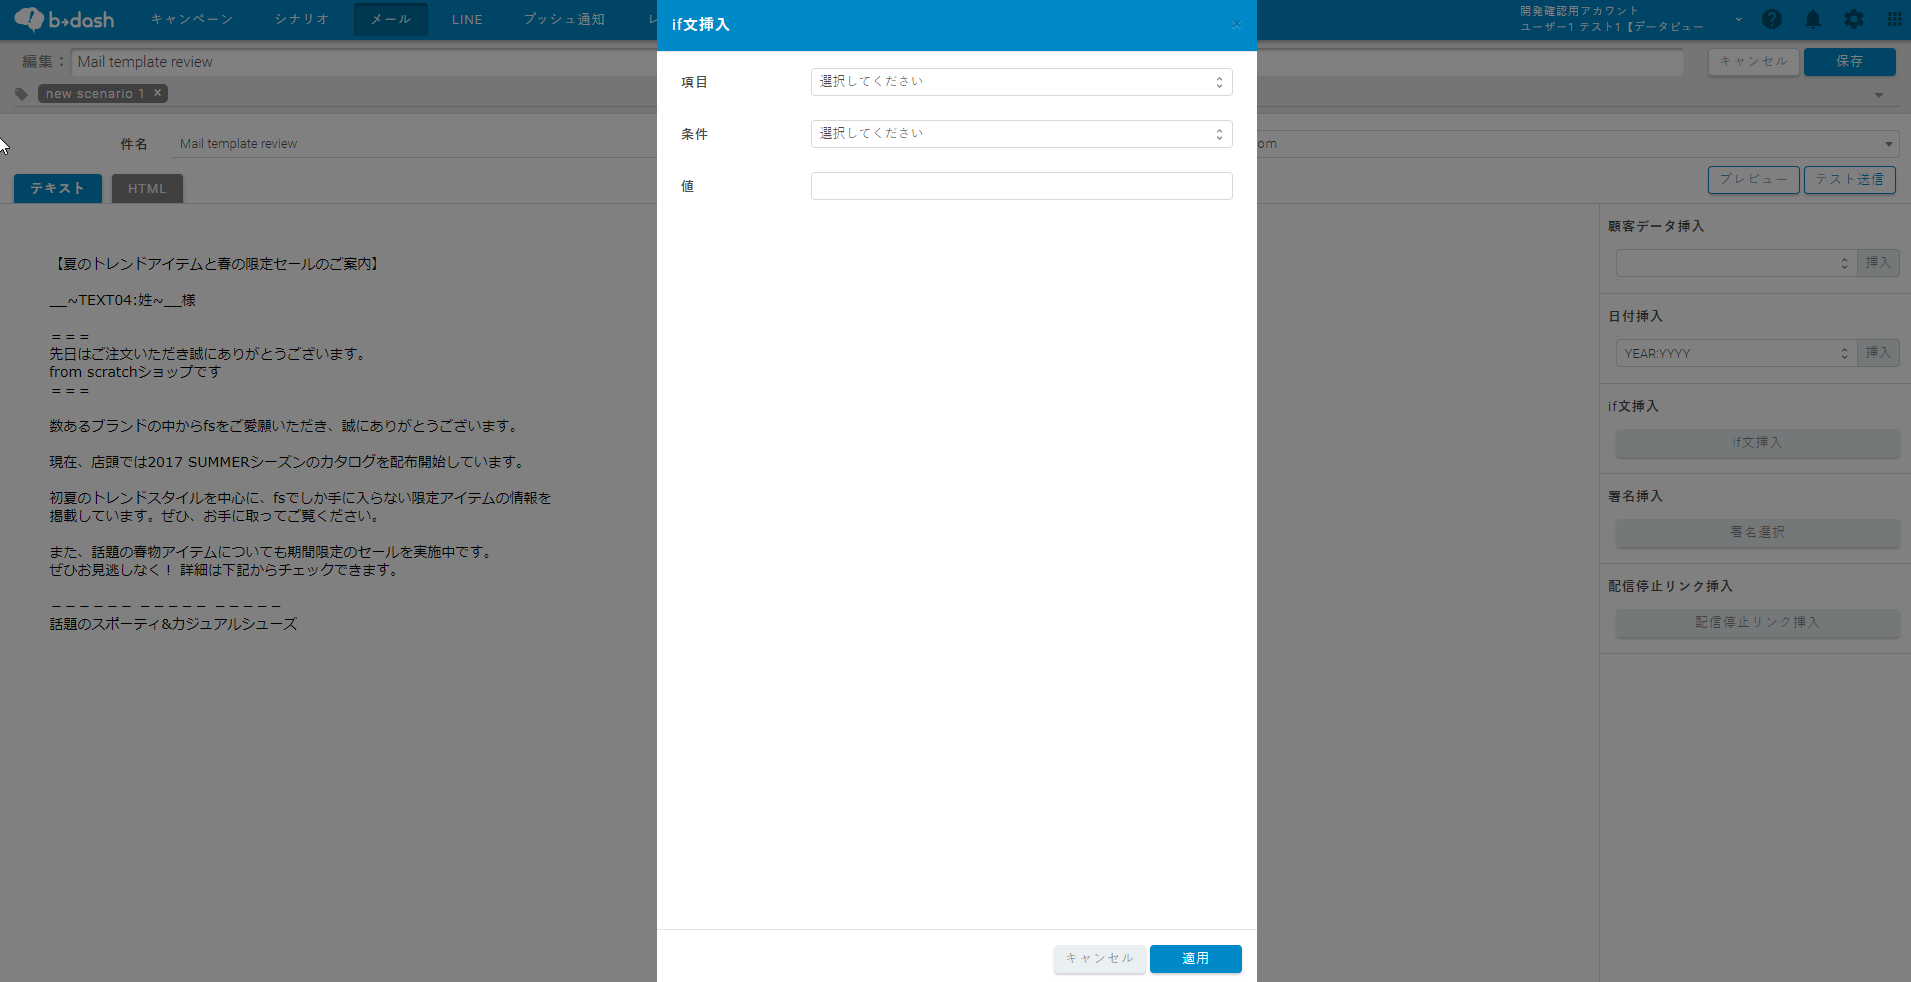 b→dash
キャンペーン
シナリオ
メール
LINE
プッシュ通知
開発確認用アカウント
ユーザー1 テスト1【データビュー
編集：
Mail template review
キャンセル
保存
new scenario 1 ×
件名
Mail template review
om
テキスト
HTML
プレビュー
テスト送信
【夏のトレンドアイテムと春の限定セールのご案内】
__~TEXT04:姓~__様
＝＝＝
先日はご注文いただき誠にありがとうございます。
from scratchショップです
＝＝＝
数あるブランドの中からfsをご愛願いただき、誠にありがとうございます。
現在、店頭では2017 SUMMERシーズンのカタログを配布開始しています。
初夏のトレンドスタイルを中心に、fsでしか手に入らない限定アイテムの情報を
掲載しています。ぜひ、お手に取ってご覧ください。
また、話題の春物アイテムについても期間限定のセールを実施中です。
ぜひお見逃しなく！ 詳細は下記からチェックできます。
－－－－－－ －－－－－ －－－－－
話題のスポーティ&カジュアルシューズ
if文挿入
×
項目
選択してください
条件
選択してください
値
キャンセル
適用
顧客データ挿入
挿入
日付挿入
YEAR:YYYY
挿入
if文挿入
if文挿入
署名挿入
署名選択
配信停止リンク挿入
配信停止リンク挿入